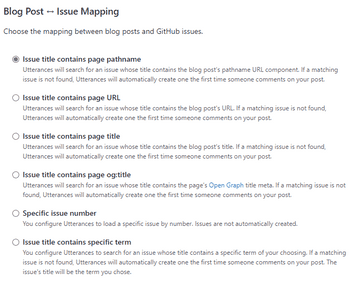 Blog Post ↔ Issue Mapping
Choose the mapping between blog posts and GitHub issues.
Issue title contains page pathname
Utterances will search for an issue whose title contains the blog post's pathname URL component. If a matching
issue is not found, Utterances will automatically create one the first time someone comments on your post.
Issue title contains page URL
Utterances will search for an issue whose title contains the blog post's URL. If a matching issue is not found,
Utterances will automatically create one the first time someone comments on your post.
Issue title contains page title
Utterances will search for an issue whose title contains the blog post's title. If a matching issue is not found,
Utterances will automatically create one the first time someone comments on your post.
Issue title contains page og:title
Utterances will search for an issue whose title contains the page's Open Graph title meta. If a matching issue is not
found, Utterances will automatically create one the first time someone comments on your post.
Specific issue number
You configure Utterances to load a specific issue by number. Issues are not automatically created.
Issue title contains specific term
You configure Utterances to search for an issue whose title contains a specific term of your choosing. If a matching
issue is not found, Utterances will automatically create one the first time someone comments on your post. The
issue's title will be the term you chose.